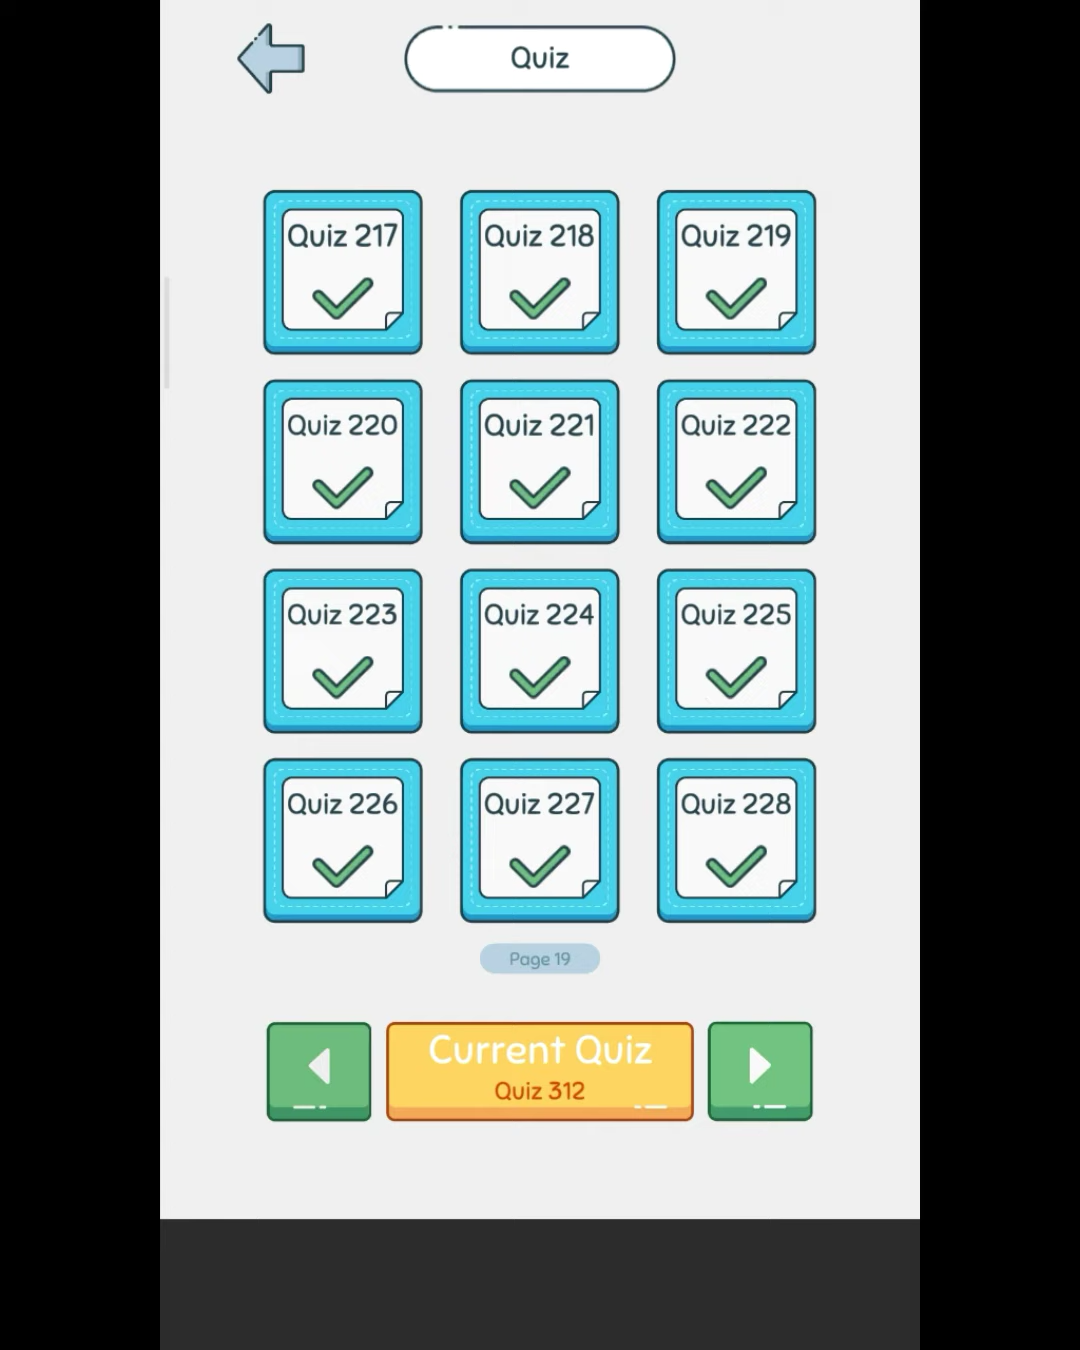 Quiz
Quiz 217
Quiz 218
Quiz 219
Quiz 220
Quiz 221
Quiz 222
Quiz 223
Quiz 224
Quiz 225
Quiz 226
Quiz 227
Quiz 228
Page 19
Current Quiz
Quiz 312